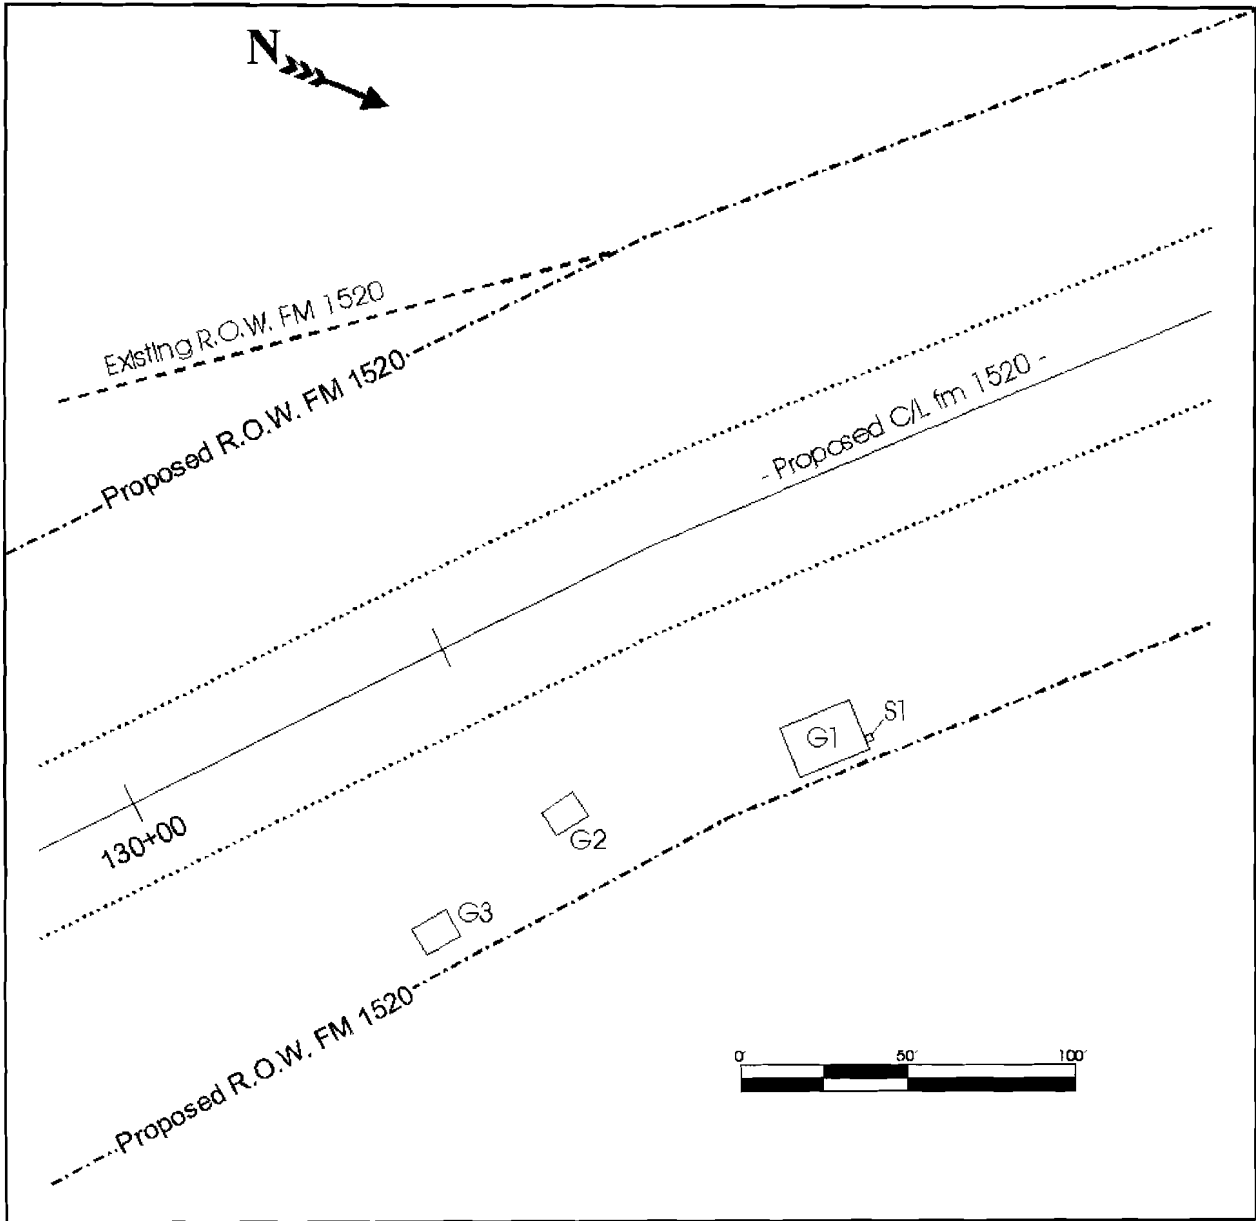 N
Existing R.O.W. FM 1520
Proposed R.O.W. FM 1520
- Proposed C/L fm 1520 -
130+00
S1
G1
G2
G3
Proposed R.O.W. FM 1520
0' 50' 100'